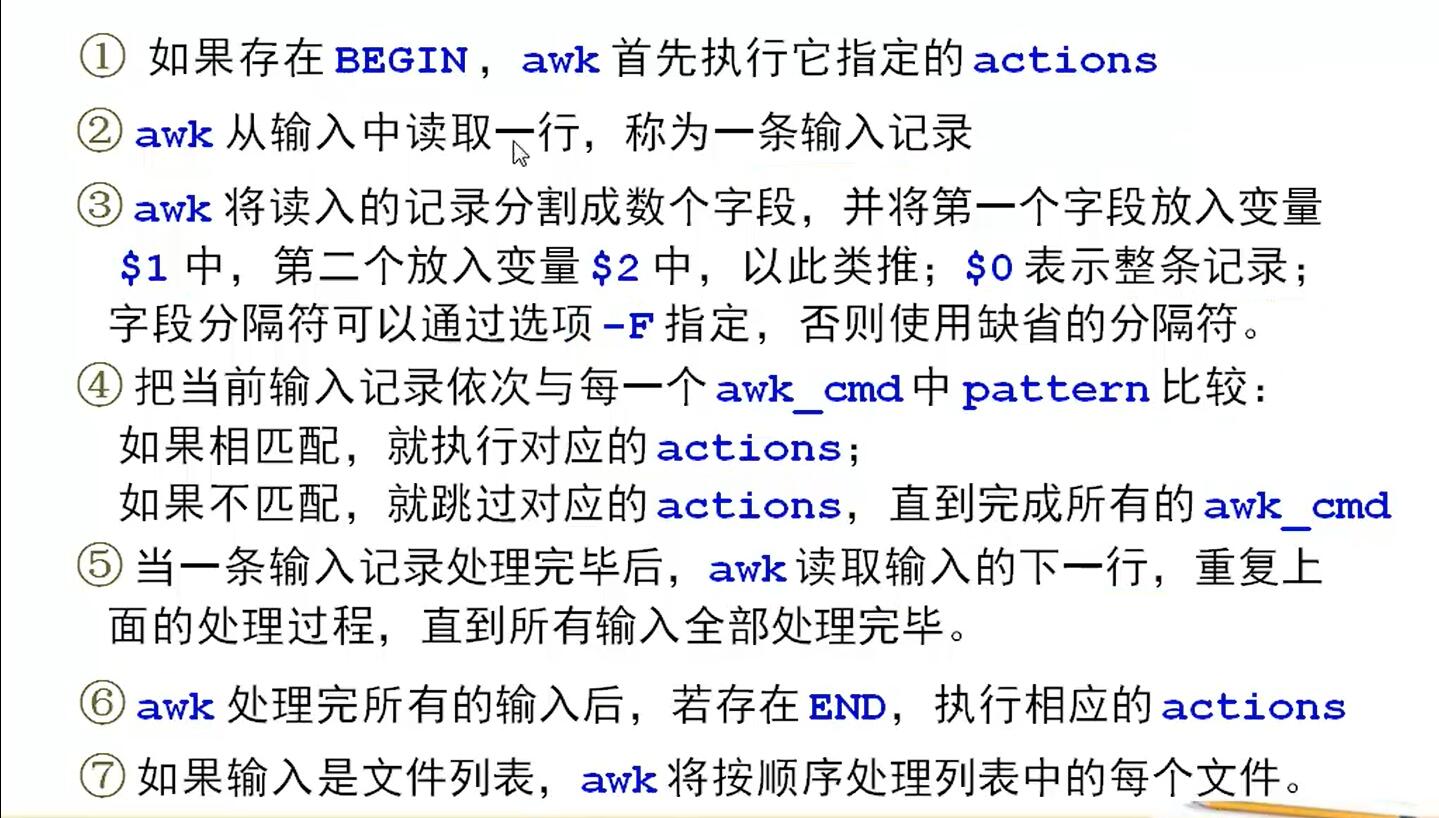 ① 如果存在 BEGIN，awk 首先执行它指定的 actions
② awk 从输入中读取一行，称为一条输入记录
③ awk 将读入的记录分割成数个字段，并将第一个字段放入变量
$1 中，第二个放入变量 $2 中，以此类推；$0 表示整条记录；
字段分隔符可以通过选项 -F 指定，否则使用缺省的分隔符。
④ 把当前输入记录依次与每一个 awk_cmd 中 pattern 比较：
如果相匹配，就执行对应的 actions；
如果不匹配，就跳过对应的 actions，直到完成所有的 awk_cmd
⑤ 当一条输入记录处理完毕后，awk 读取输入的下一行，重复上
面的处理过程，直到所有输入全部处理完毕。
⑥ awk 处理完所有的输入后，若存在 END，执行相应的 actions
⑦ 如果输入是文件列表，awk 将按顺序处理列表中的每个文件。